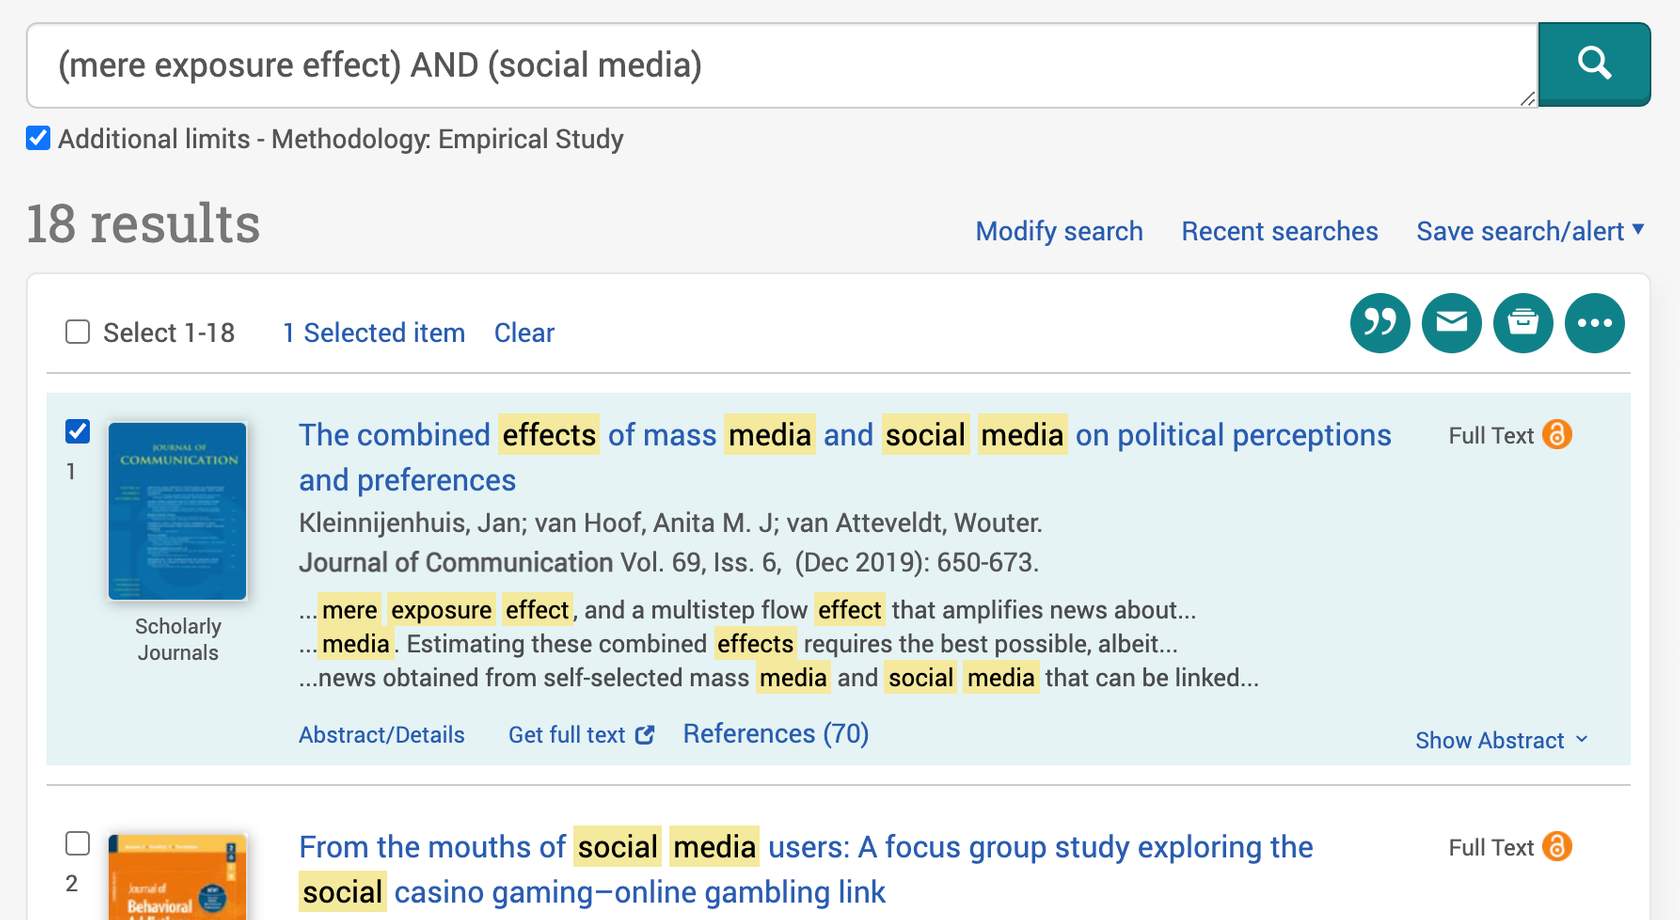 (mere exposure effect) AND (social media)
Additional limits - Methodology: Empirical Study
18 results
Modify search Recent searches Save search/alert
Select 1-18 1 Selected item Clear
1
JOURNAL OF
COMMUNICATION
Scholarly
Journals
The combined effects of mass media and social media on political perceptions
and preferences
Full Text
Kleinnijenhuis, Jan; van Hoof, Anita M. J; van Atteveldt, Wouter.
Journal of Communication Vol. 69, Iss. 6, (Dec 2019): 650-673.
...mere exposure effect, and a multistep flow effect that amplifies news about...
...media. Estimating these combined effects requires the best possible, albeit...
...news obtained from self-selected mass media and social media that can be linked...
Abstract/Details Get full text References (70)
Show Abstract
2
Journal of
Behavioral
From the mouths of social media users: A focus group study exploring the
social casino gaming–online gambling link
Full Text